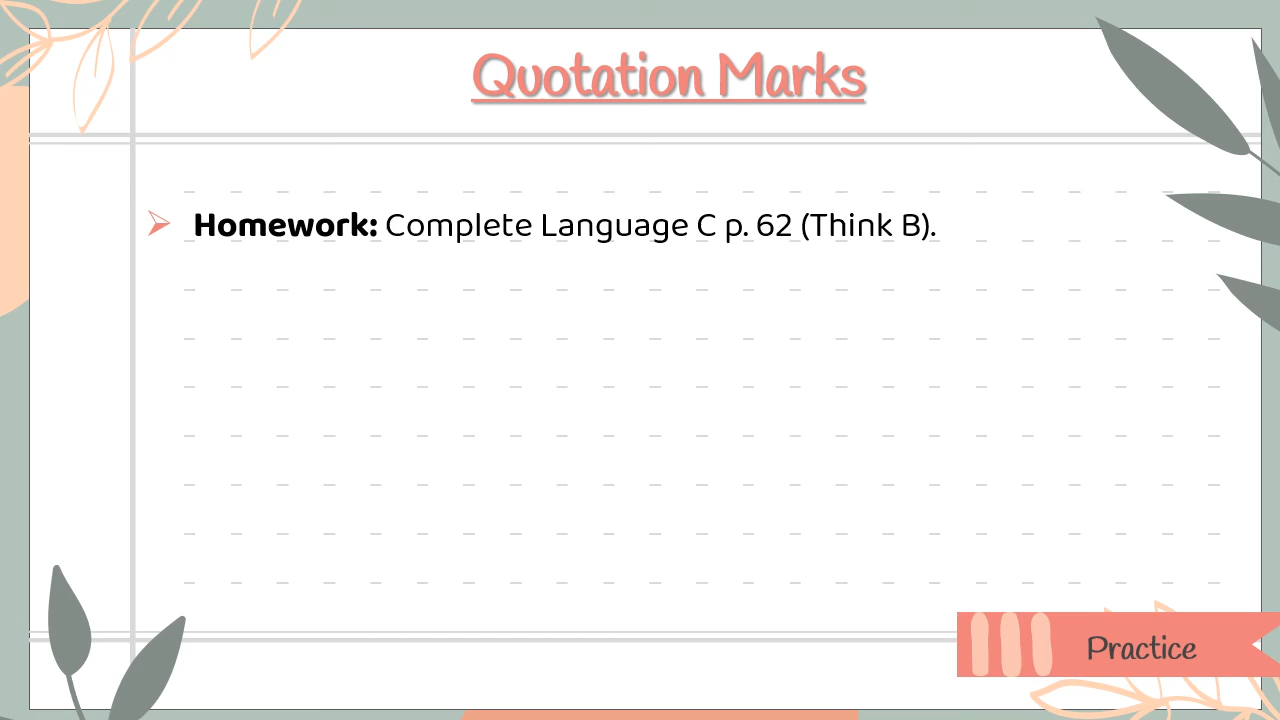 Quotation Marks
Homework: Complete Language C p. 62 (Think B).
Practice